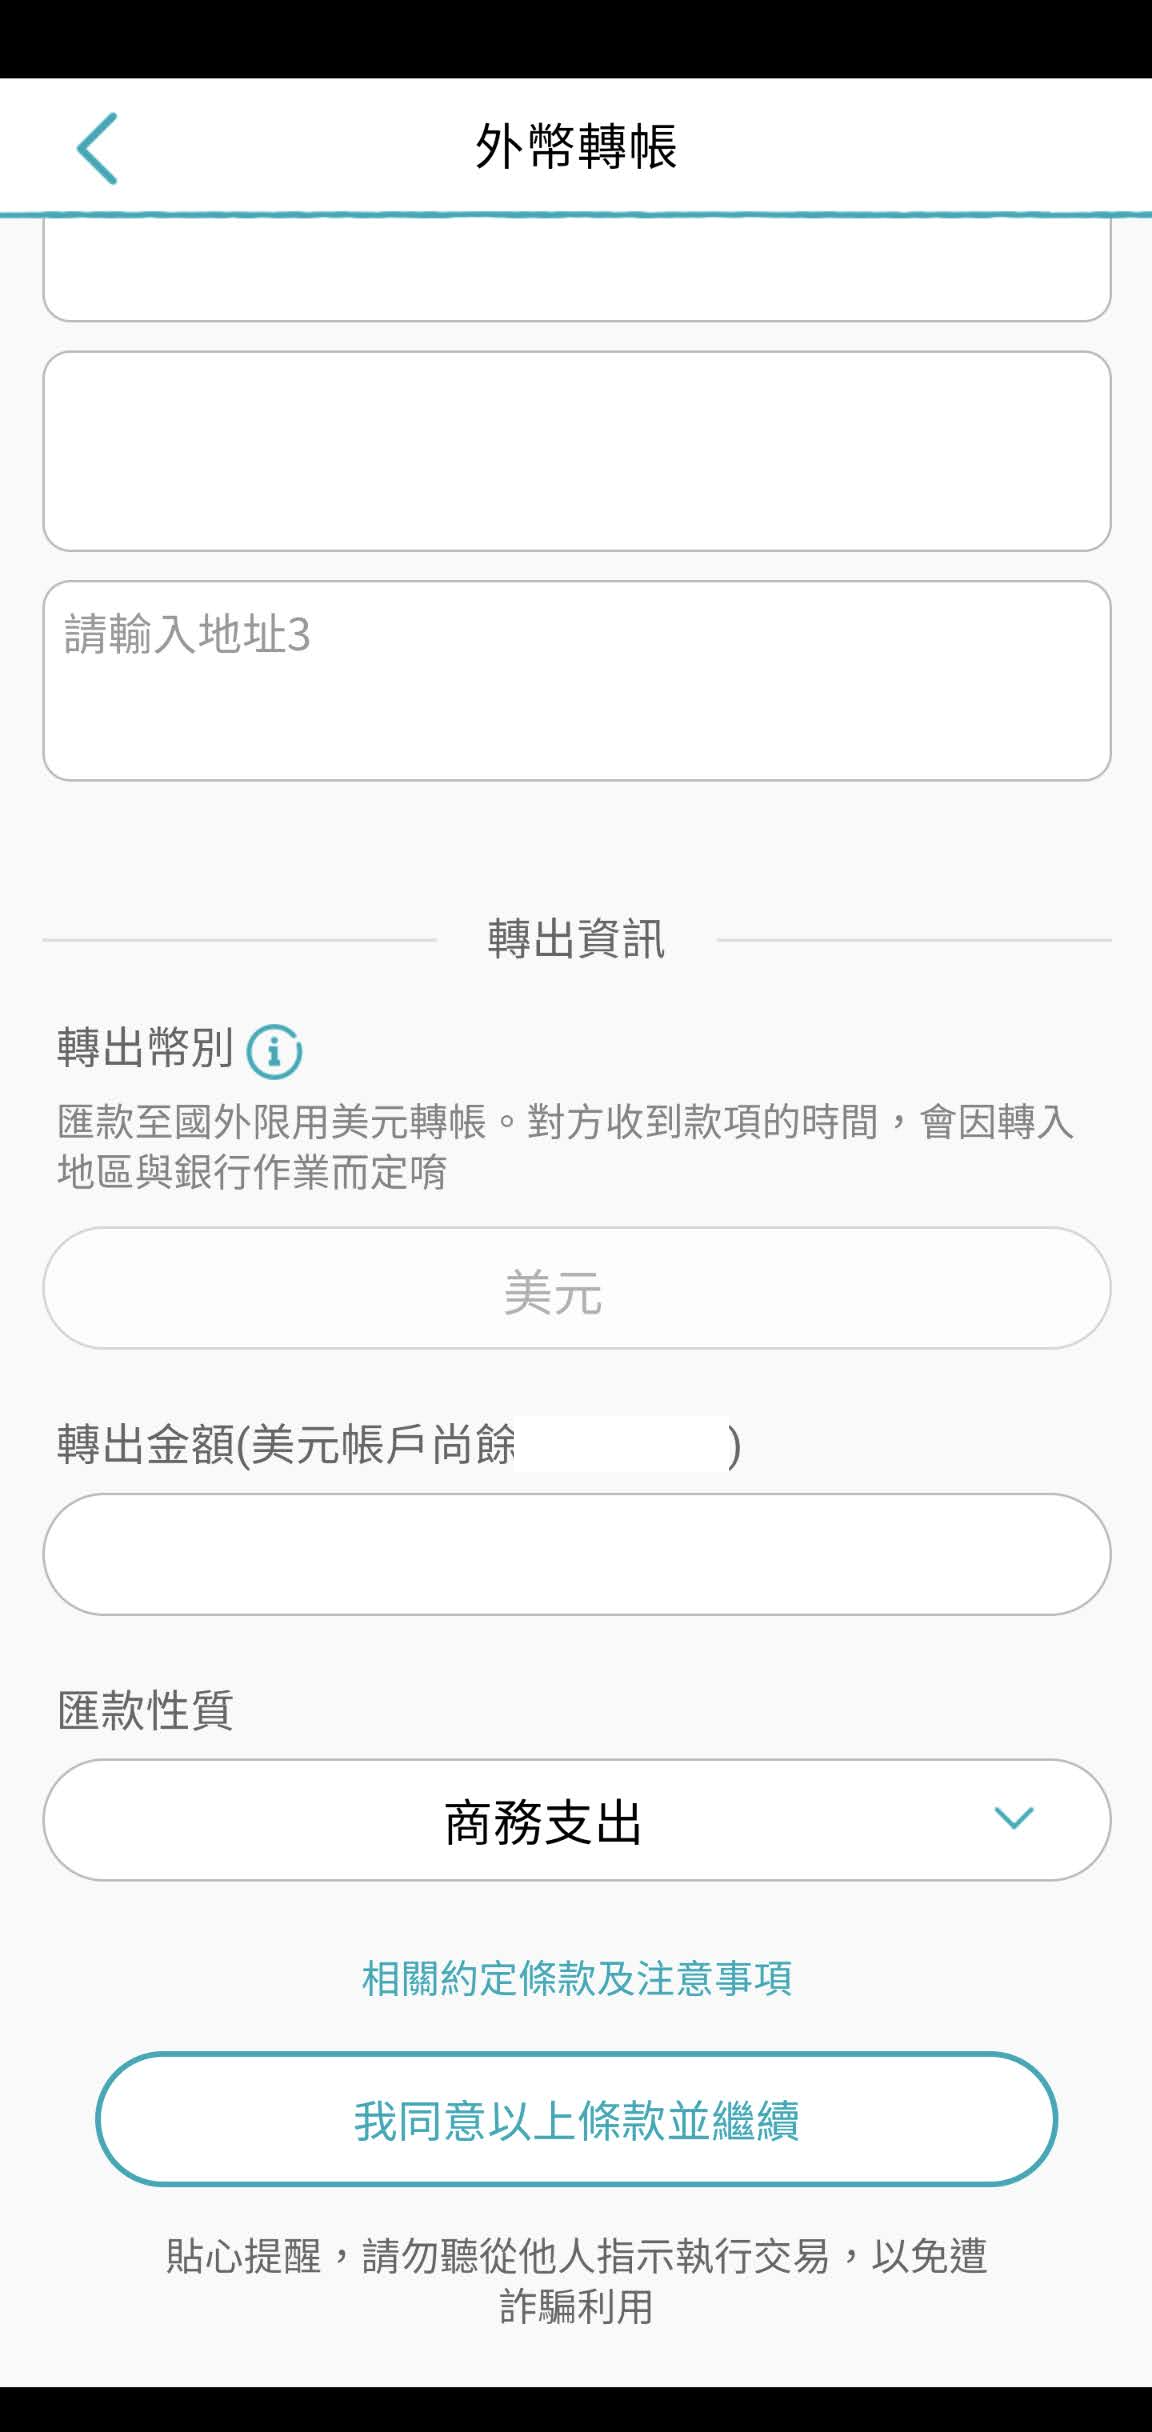 外幣轉帳
請輸入地址3
轉出資訊
轉出幣別
匯款至國外限用美元轉帳。對方收到款項的時間，會因轉入
地區與銀行作業而定唷
美元
轉出金額(美元帳戶尚餘 )
匯款性質
商務支出
相關約定條款及注意事項
我同意以上條款並繼續
貼心提醒，請勿聽從他人指示執行交易，以免遭
詐騙利用